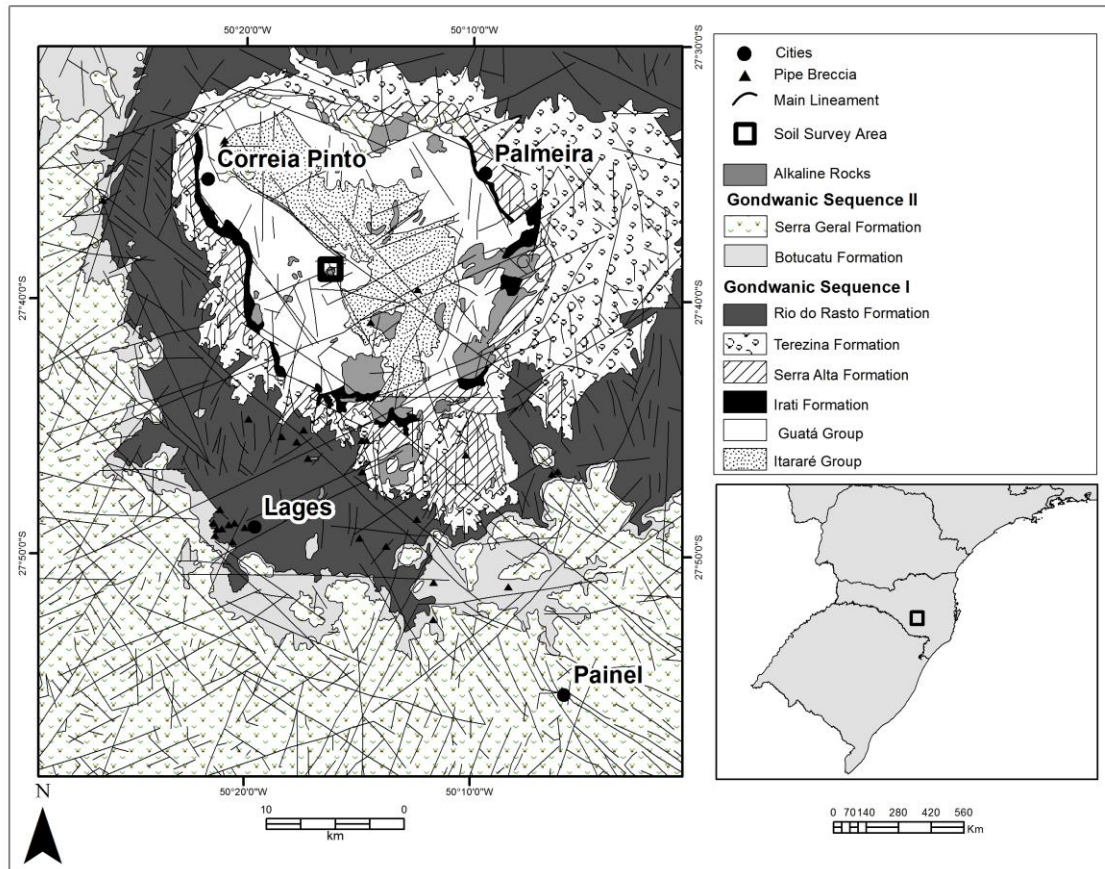 50°20'0"W
50°10'0"W
27°30'0"S
Correia Pinto
Palmeira
27°40'0"S
27°40'0"S
Lages
27°50'0"S
27°50'0"S
Painel
50°20'0"W
50°10'0"W
N
10
0
km
Cities
Pipe Breccia
Main Lineament
Soil Survey Area
Alkaline Rocks
Gondwanic Sequence II
Serra Geral Formation
Botucatu Formation
Gondwanic Sequence I
Rio do Rasto Formation
Terezina Formation
Serra Alta Formation
Irati Formation
Guatá Group
Itararé Group
0 70 140 280 420 560
Km